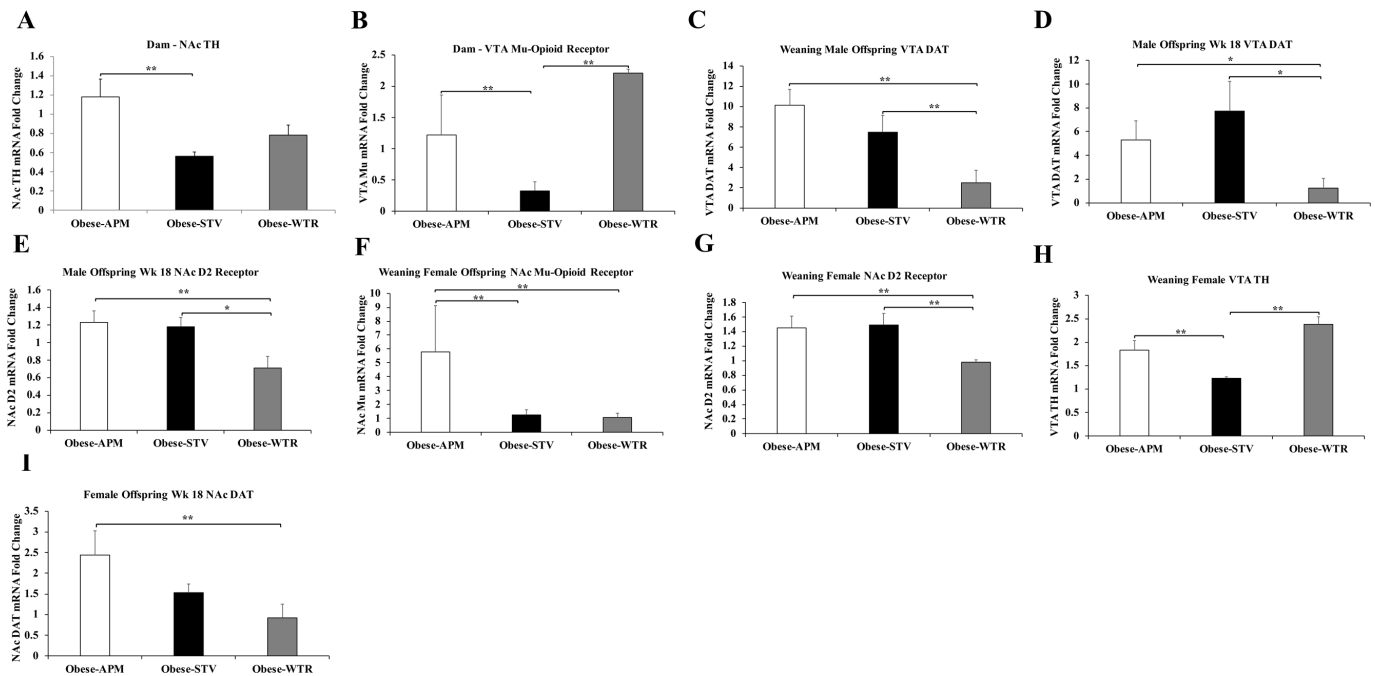 A
Dam - NAc TH
NAc TH mRNA Fold Change
1.6
1.4
1.2
1
0.8
0.6
0.4
0.2
0
**
Obese-APM Obese-STV Obese-WTR
B
Dam - VTA Mu-Opioid Receptor
VTA Mu mRNA Fold Change
2.5
2
1.5
1
0.5
0
**
**
Obese-APM Obese-STV Obese-WTR
C
Weaning Male Offspring VTA DAT
VTA DAT mRNA Fold Change
14
12
10
8
6
4
2
0
**
**
Obese-APM Obese-STV Obese-WTR
D
Male Offspring Wk 18 VTA DAT
VTA DAT mRNA Fold Change
12
10
8
6
4
2
0
*
*
Obese-APM Obese-STV Obese-WTR
E
Male Offspring Wk 18 NAc D2 Receptor
NAc D2 mRNA Fold Change
1.6
1.4
1.2
1
0.8
0.6
0.4
0.2
0
**
*
Obese-APM Obese-STV Obese-WTR
F
Weaning Female Offspring NAc Mu-Opioid Receptor
NAc Mu mRNA Fold Change
10
9
8
7
6
5
4
3
2
1
0
**
**
Obese-APM Obese-STV Obese-WTR
G
Weaning Female NAc D2 Receptor
NAc D2 mRNA Fold Change
1.8
1.6
1.4
1.2
1
0.8
0.6
0.4
0.2
0
**
**
Obese-APM Obese-STV Obese-WTR
H
Weaning Female VTA TH
VTA TH mRNA Fold Change
3
2.5
2
1.5
1
0.5
0
**
**
Obese-APM Obese-STV Obese-WTR
I
Female Offspring Wk 18 NAc DAT
NAc DAT mRNA Fold Change
3.5
3
2.5
2
1.5
1
0.5
0
**
Obese-APM Obese-STV Obese-WTR